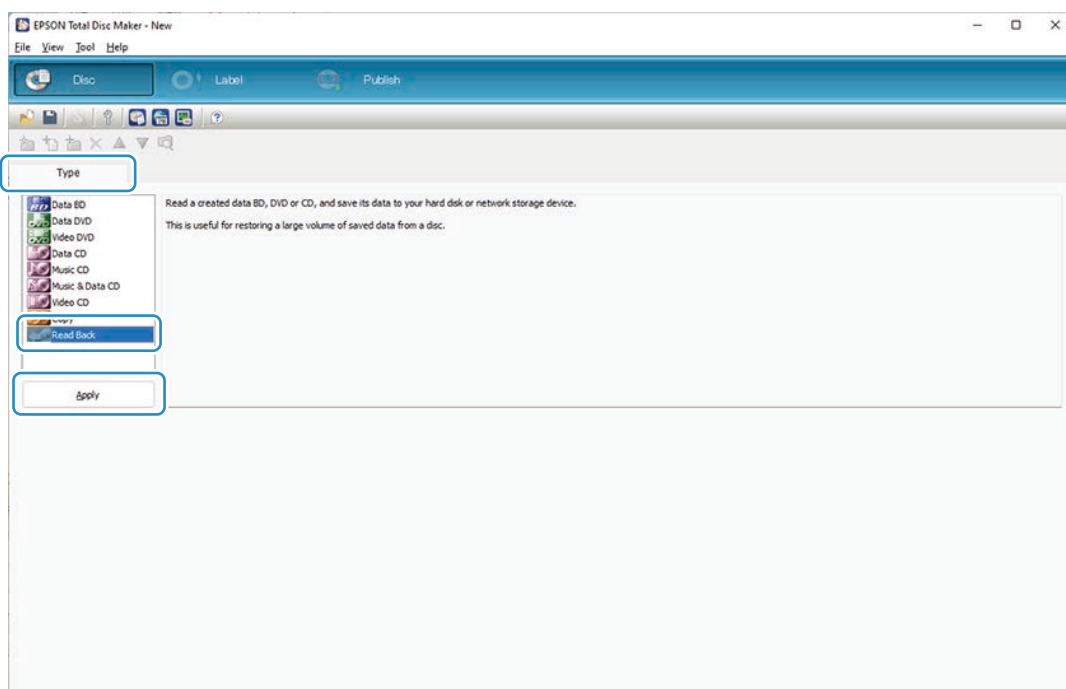 EPSON Total Disc Maker - New
File View Tool Help
Disc Label Publish
Type
Data BD
Data DVD
Video DVD
Data CD
Music CD
Music & Data CD
Video CD
Copy
Read Back
Apply
Read a created data BD, DVD or CD, and save its data to your hard disk or network storage device.
This is useful for restoring a large volume of saved data from a disc.